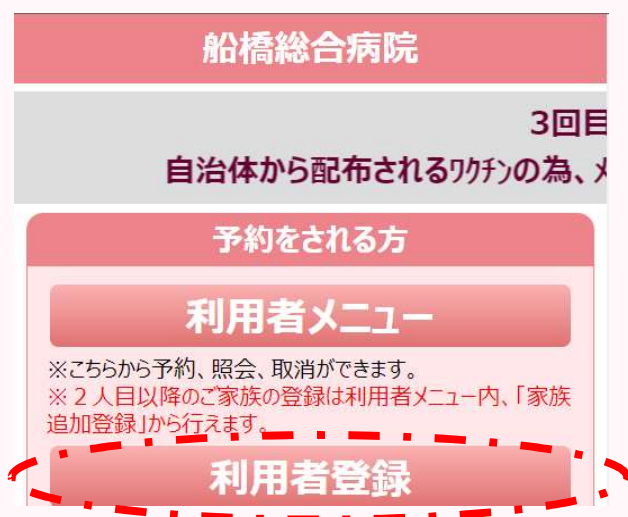 船橋総合病院
3回目
自治体から配布されるワクチンの為、メ
予約をされる方
利用者メニュー
※こちらから予約、照会、取消ができます。
※２人目以降のご家族の登録は利用者メニュー内、「家族
追加登録」から行えます。
利用者登録